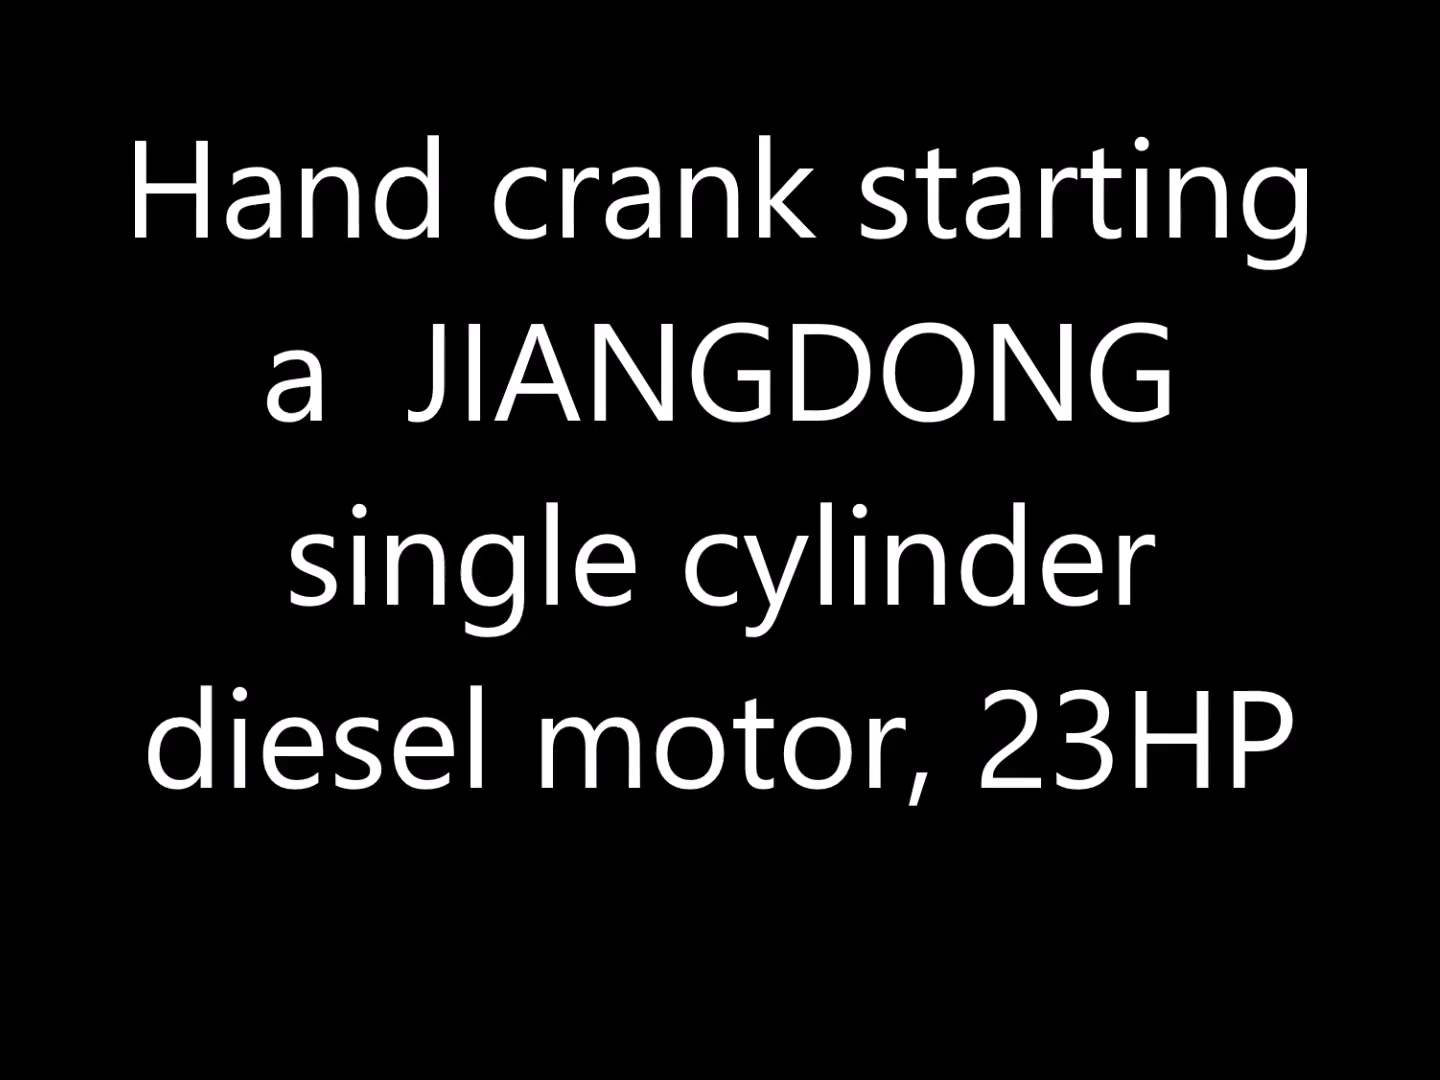 Hand crank starting
a  JIANGDONG
single cylinder
diesel motor, 23HP